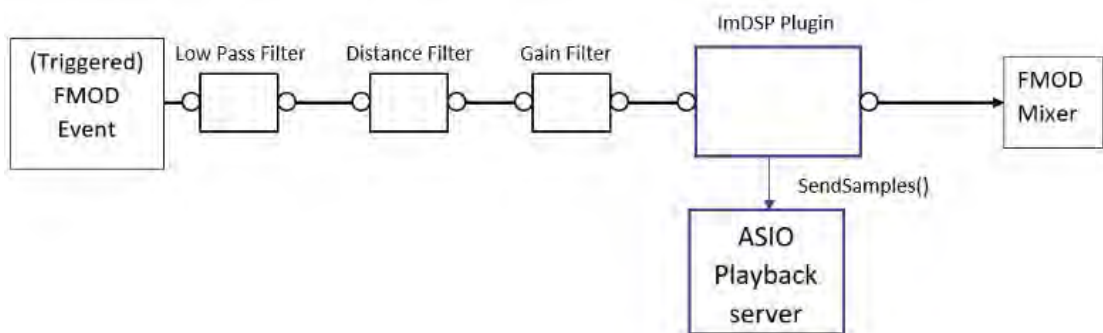 ImDSP Plugin
Low Pass Filter
Distance Filter
Gain Filter
(Triggered)
FMOD
Event
FMOD
Mixer
SendSamples()
ASIO
Playback
server